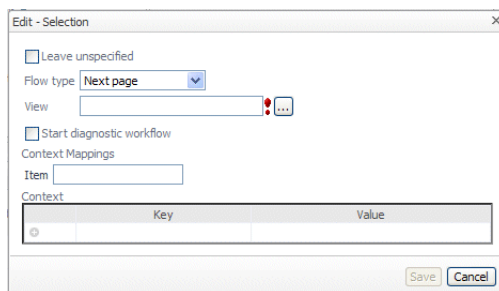 Edit - Selection
Leave unspecified
Flow type Next page
View ...
Start diagnostic workflow
Context Mappings
Item
Context
Key Value
Save Cancel